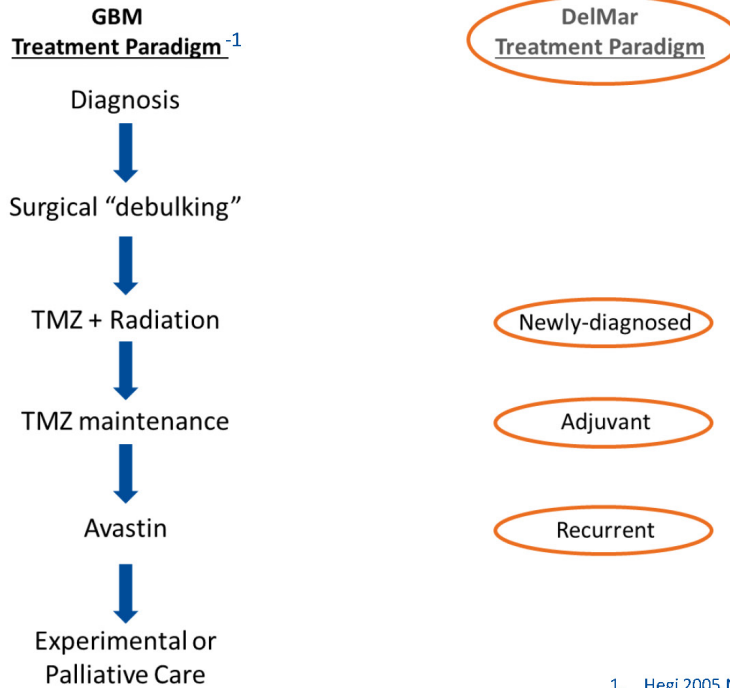 GBM
Treatment Paradigm -1
Diagnosis
Surgical “debulking”
TMZ + Radiation
TMZ maintenance
Avastin
Experimental or
Palliative Care
DelMar
Treatment Paradigm
Newly-diagnosed
Adjuvant
Recurrent
1 Hegi 2005